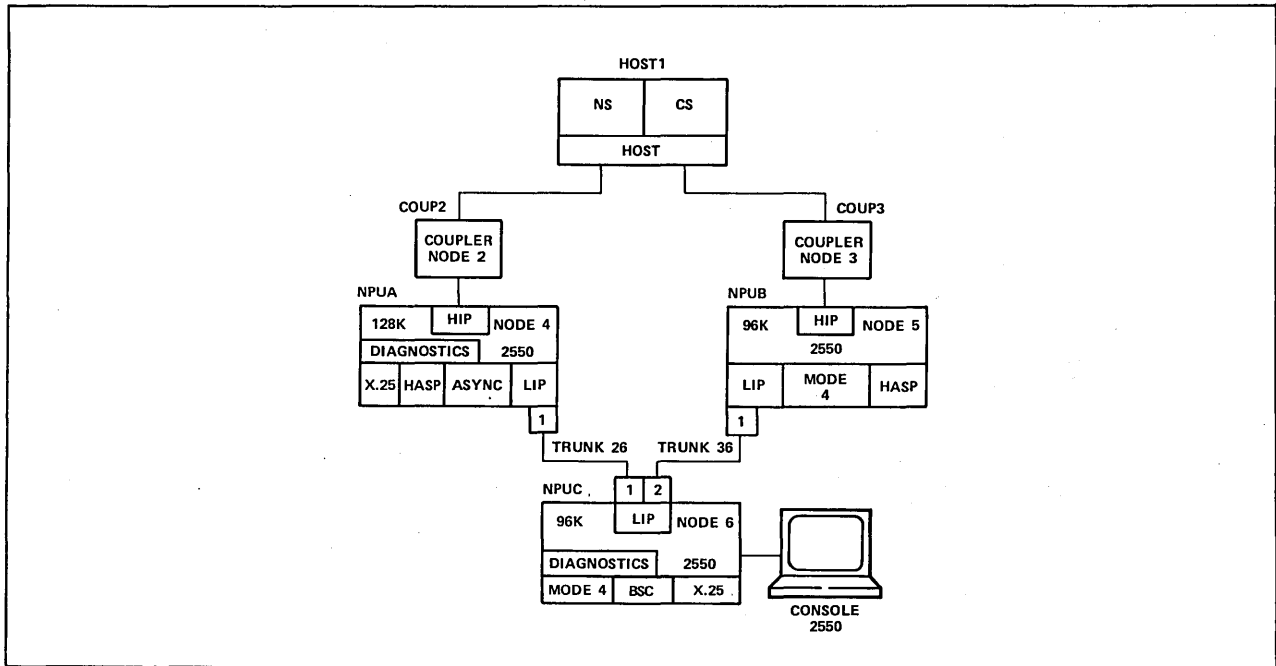 HOST1
NS CS
HOST
COUP2 COUP3
COUPLER
NODE 2
COUPLER
NODE 3
NPUA NPUB
128K HIP NODE 4
DIAGNOSTICS 2550
X.25 HASP ASYNC LIP
1
96K HIP NODE 5
2550
LIP MODE 4 HASP
1
TRUNK 26 TRUNK 36
NPUC 1 2
96K LIP NODE 6
DIAGNOSTICS 2550
MODE 4 BSC X.25
CONSOLE
2550